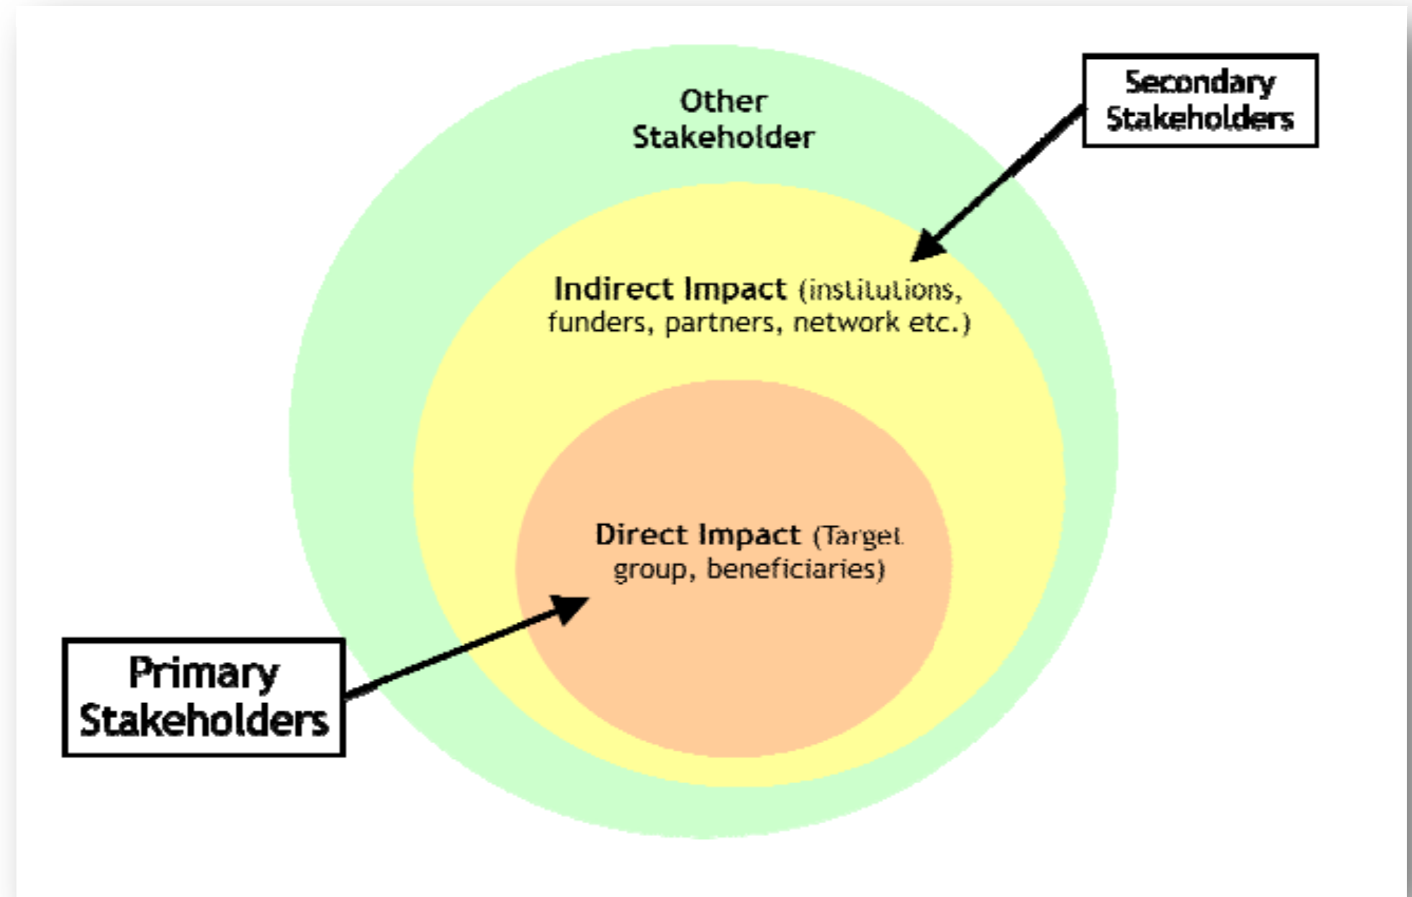 Other
Stakeholder
Secondary
Stakeholders
Indirect Impact (institutions,
funders, partners, network etc.)
Direct Impact (Target
group, beneficiaries)
Primary
Stakeholders